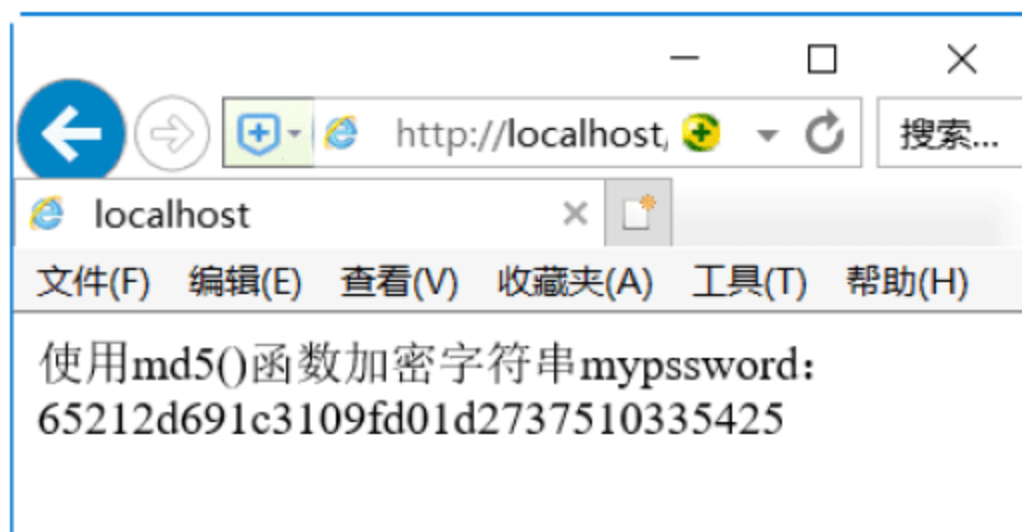 http://localhost/
搜索...
localhost
文件(F) 编辑(E) 查看(V) 收藏夹(A) 工具(T) 帮助(H)
使用md5()函数加密字符串mypssword：
65212d691c3109fd01d2737510335425